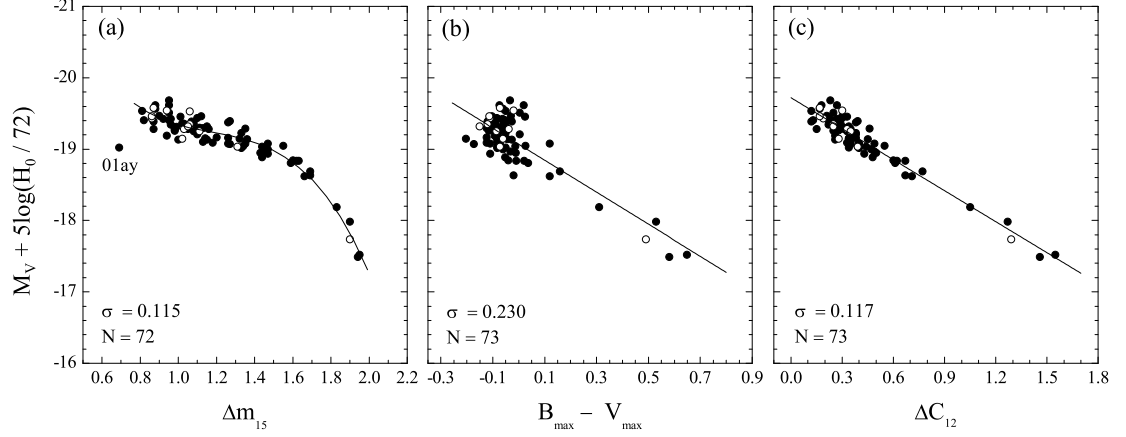 -21
-20
-19
-18
-17
-16
M_V + 5log(H_0 / 72)
(a)
01ay
σ = 0.115
N = 72
0.6 0.8 1.0 1.2 1.4 1.6 1.8 2.0 2.2
Δm_15
(b)
σ = 0.230
N = 73
-0.3 -0.1 0.1 0.3 0.5 0.7 0.9
B_max – V_max
(c)
σ = 0.117
N = 73
0.0 0.3 0.6 0.9 1.2 1.5 1.8
ΔC_12